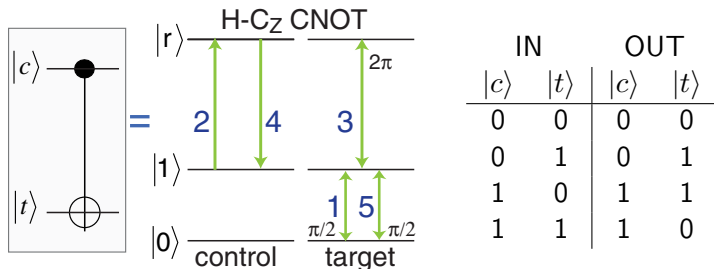 H-C_Z CNOT
|c⟩
|t⟩
=
|r⟩
|1⟩
|0⟩
2
4
3
2π
1
5
π/2
π/2
control
target
IN OUT
|c⟩ |t⟩ |c⟩ |t⟩
0 0 0 0
0 1 0 1
1 0 1 1
1 1 1 0